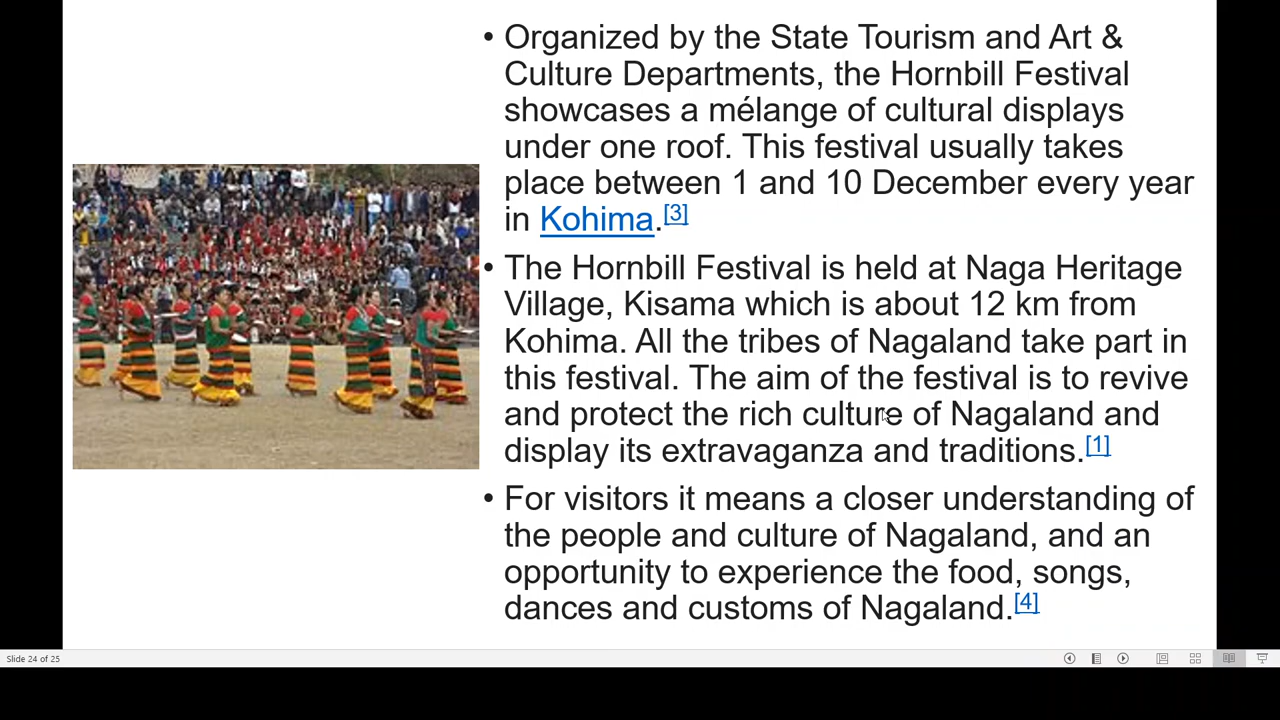 • Organized by the State Tourism and Art &
Culture Departments, the Hornbill Festival
showcases a mélange of cultural displays
under one roof. This festival usually takes
place between 1 and 10 December every year
in Kohima.[3]
• The Hornbill Festival is held at Naga Heritage
Village, Kisama which is about 12 km from
Kohima. All the tribes of Nagaland take part in
this festival. The aim of the festival is to revive
and protect the rich culture of Nagaland and
display its extravaganza and traditions.[1]
• For visitors it means a closer understanding of
the people and culture of Nagaland, and an
opportunity to experience the food, songs,
dances and customs of Nagaland.[4]
Slide 24 of 25